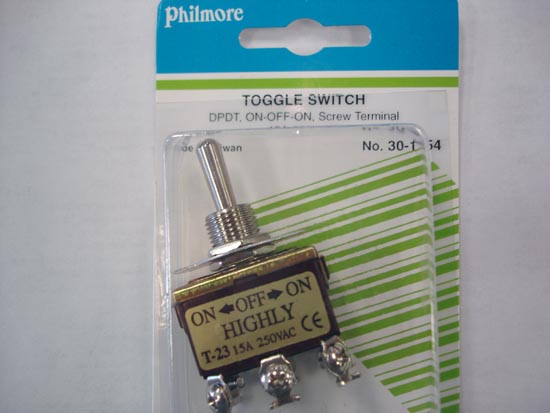 Philmore
TOGGLE SWITCH
DPDT, ON-OFF-ON, Screw Terminal
No. 30-1 54
ON OFF ON
HIGHLY
T-23 15A 250VAC CE